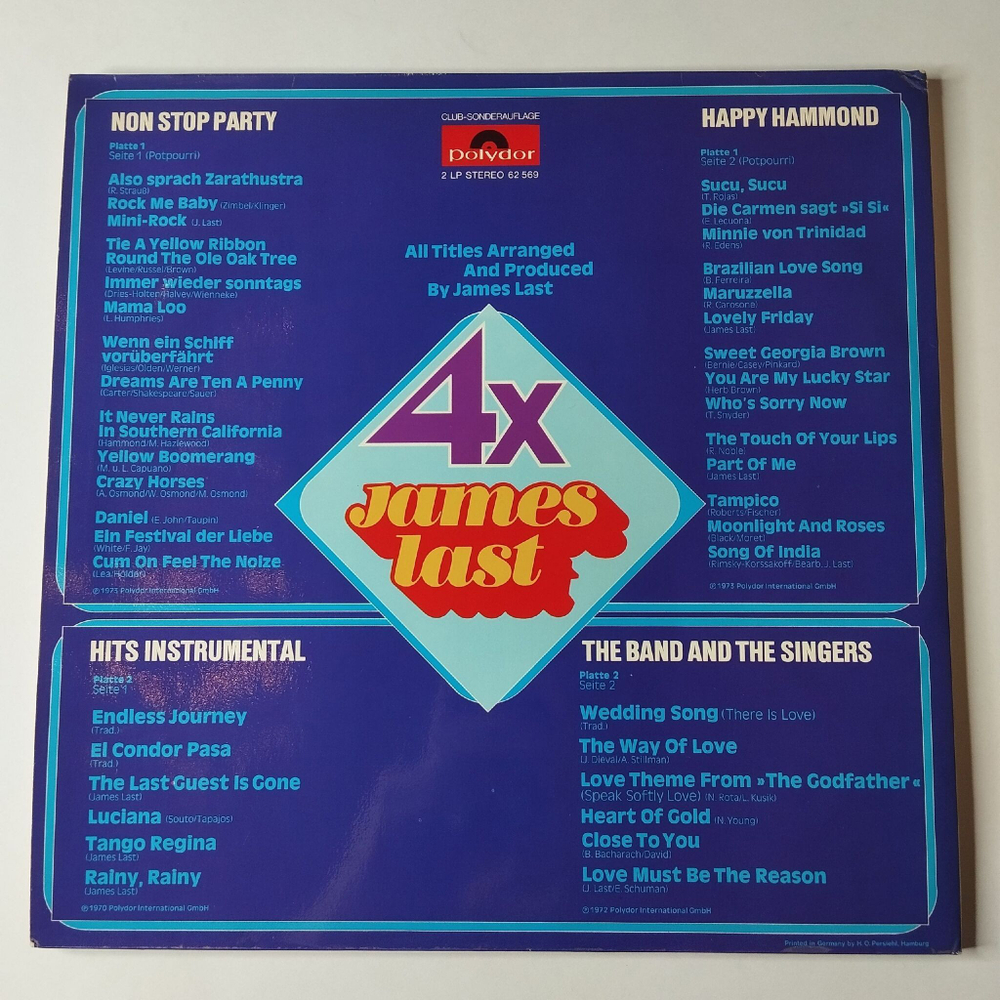 NON STOP PARTY
Platte 1
Seite 1 (Potpourri)
Also sprach Zarathustra
(R. Strauß)
Rock Me Baby (Zimbel/Klinger)
Mini-Rock (J. Last)
Tie A Yellow Ribbon
Round The Ole Oak Tree
(Levine/Russel/Brown)
Immer wieder sonntags
(Dries-Holten/Halvey/Wienneke)
Mama Loo
(L. Humphries)
Wenn ein Schiff
vorüberfährt
(Iglesias/Olden/Werner)
Dreams Are Ten A Penny
(Carter/Shakespeare/Sauer)
It Never Rains
In Southern California
(Hammond/M. Hazlewood)
Yellow Boomerang
(M. u. L. Capuano)
Crazy Horses
(A. Osmond/W. Osmond/M. Osmond)
Daniel (E. John/Taupin)
Ein Festival der Liebe
(White/F. Jay)
Cum On Feel The Noize
(Lea/Holder)
℗ 1973 Polydor International GmbH
CLUB-SONDERAUFLAGE
polydor
2 LP STEREO 62 569
All Titles Arranged
And Produced
By James Last
4x
james
last
HAPPY HAMMOND
Platte 1
Seite 2 (Potpourri)
Sucu, Sucu
(T. Rojas)
Die Carmen sagt »Si Si«
(E. Lecuona)
Minnie von Trinidad
(R. Edens)
Brazilian Love Song
(B. Ferreira)
Maruzzella
(R. Carosone)
Lovely Friday
(James Last)
Sweet Georgia Brown
(Bernie/Casey/Pinkard)
You Are My Lucky Star
(Herb Brown)
Who's Sorry Now
(T. Snyder)
The Touch Of Your Lips
(R. Noble)
Part Of Me
(James Last)
Tampico
(Roberts/Fischer)
Moonlight And Roses
(Black/Moret)
Song Of India
(Rimsky-Korssakoff/Bearb. J. Last)
℗ 1973 Polydor International GmbH
HITS INSTRUMENTAL
Platte 2
Seite 1
Endless Journey
(Trad.)
El Condor Pasa
(Trad.)
The Last Guest Is Gone
(James Last)
Luciana (Souto/Tapajos)
Tango Regina
(James Last)
Rainy, Rainy
(James Last)
℗ 1970 Polydor International GmbH
THE BAND AND THE SINGERS
Platte 2
Seite 2
Wedding Song (There Is Love)
(Trad.)
The Way Of Love
(J. Dieval/A. Stillman)
Love Theme From »The Godfather«
(Speak Softly Love) (N. Rota/L. Kusik)
Heart Of Gold (N. Young)
Close To You
(B. Bacharach/David)
Love Must Be The Reason
(J. Last/E. Schuman)
℗ 1972 Polydor International GmbH
Printed in Germany by H. O. Persiehl, Hamburg